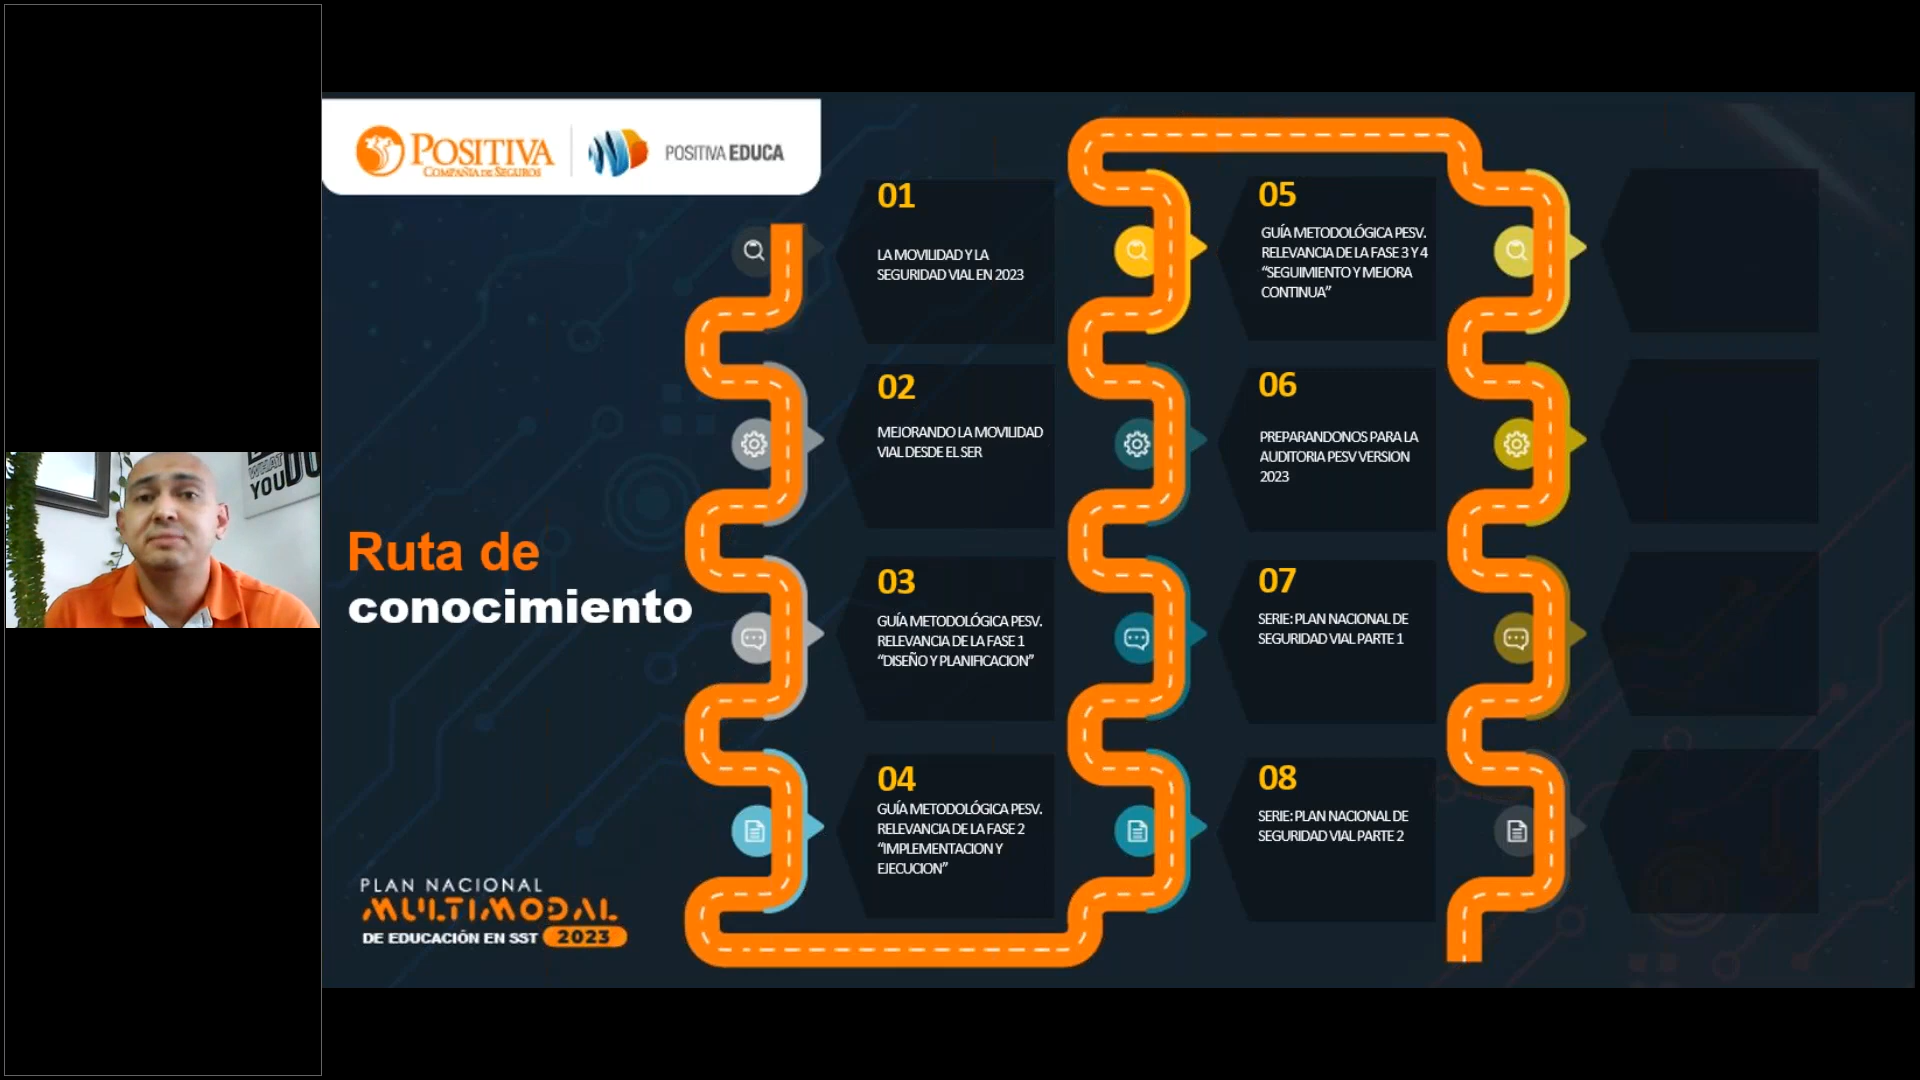 WHAT
YOU DO
POSITIVA
COMPAÑIA DE SEGUROS
POSITIVA EDUCA
Ruta de
conocimiento
PLAN NACIONAL
MULTIMODAL
DE EDUCACIÓN EN SST 2023
01
LA MOVILIDAD Y LA
SEGURIDAD VIAL EN 2023
02
MEJORANDO LA MOVILIDAD
VIAL DESDE EL SER
03
GUÍA METODOLÓGICA PESV.
RELEVANCIA DE LA FASE 1
“DISEÑO Y PLANIFICACION”
04
GUÍA METODOLÓGICA PESV.
RELEVANCIA DE LA FASE 2
“IMPLEMENTACION Y
EJECUCION”
05
GUÍA METODOLÓGICA PESV.
RELEVANCIA DE LA FASE 3 Y 4
“SEGUIMIENTO Y MEJORA
CONTINUA”
06
PREPARANDONOS PARA LA
AUDITORIA PESV VERSION
2023
07
SERIE: PLAN NACIONAL DE
SEGURIDAD VIAL PARTE 1
08
SERIE: PLAN NACIONAL DE
SEGURIDAD VIAL PARTE 2